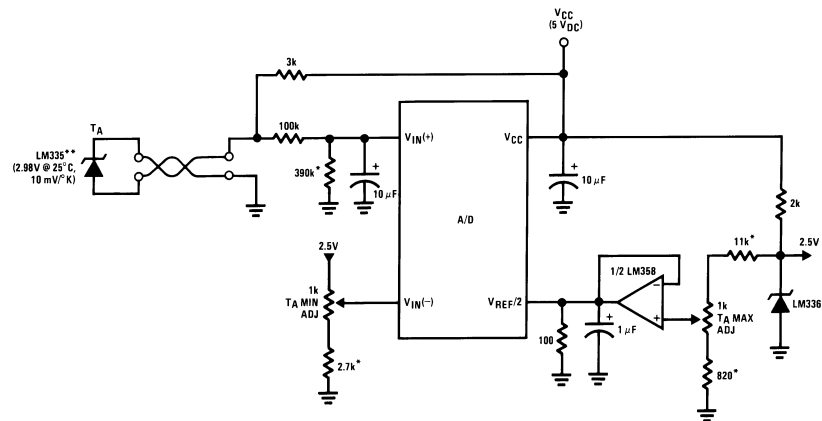 VCC
(5 VDC)
3k
TA
LM335**
(2.98V @ 25°C,
10 mV/°K)
100k
390k*
+
10 µF
VIN(+)
VCC
+
10 µF
2k
A/D
2.5V
1k
TA MIN
ADJ
2.7k*
VIN(−)
VREF/2
100
+
1 µF
1/2 LM358
−
+
11k*
2.5V
LM336
1k
TA MAX
ADJ
820*